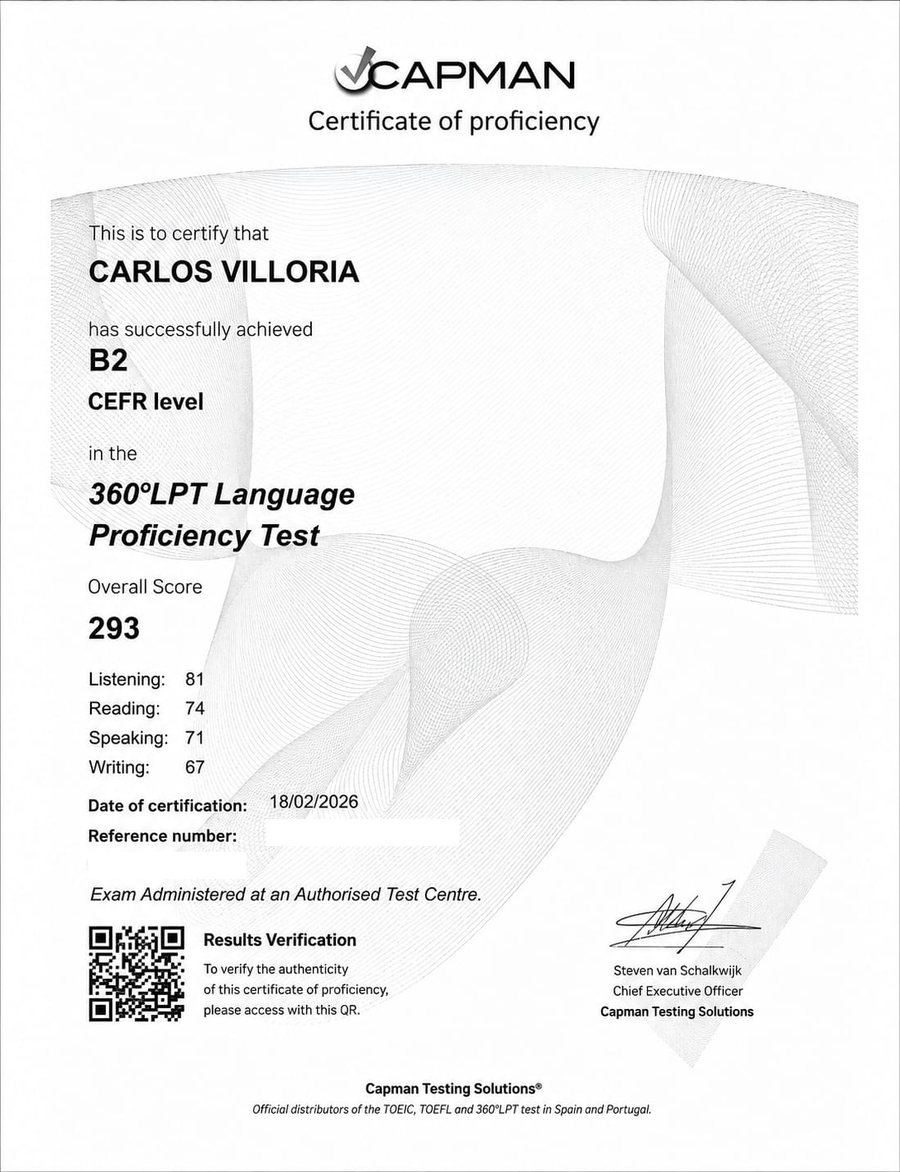 CAPMAN
Certificate of proficiency
This is to certify that
CARLOS VILLORIA
has successfully achieved
B2
CEFR level
in the
360ºLPT Language
Proficiency Test
Overall Score
293
Listening: 81
Reading: 74
Speaking: 71
Writing: 67
Date of certification: 18/02/2026
Reference number:
Exam Administered at an Authorised Test Centre.
Results Verification
To verify the authenticity
of this certificate of proficiency,
please access with this QR.
Steven van Schalkwijk
Chief Executive Officer
Capman Testing Solutions
Capman Testing Solutions®
Official distributors of the TOEIC, TOEFL and 360ºLPT test in Spain and Portugal.